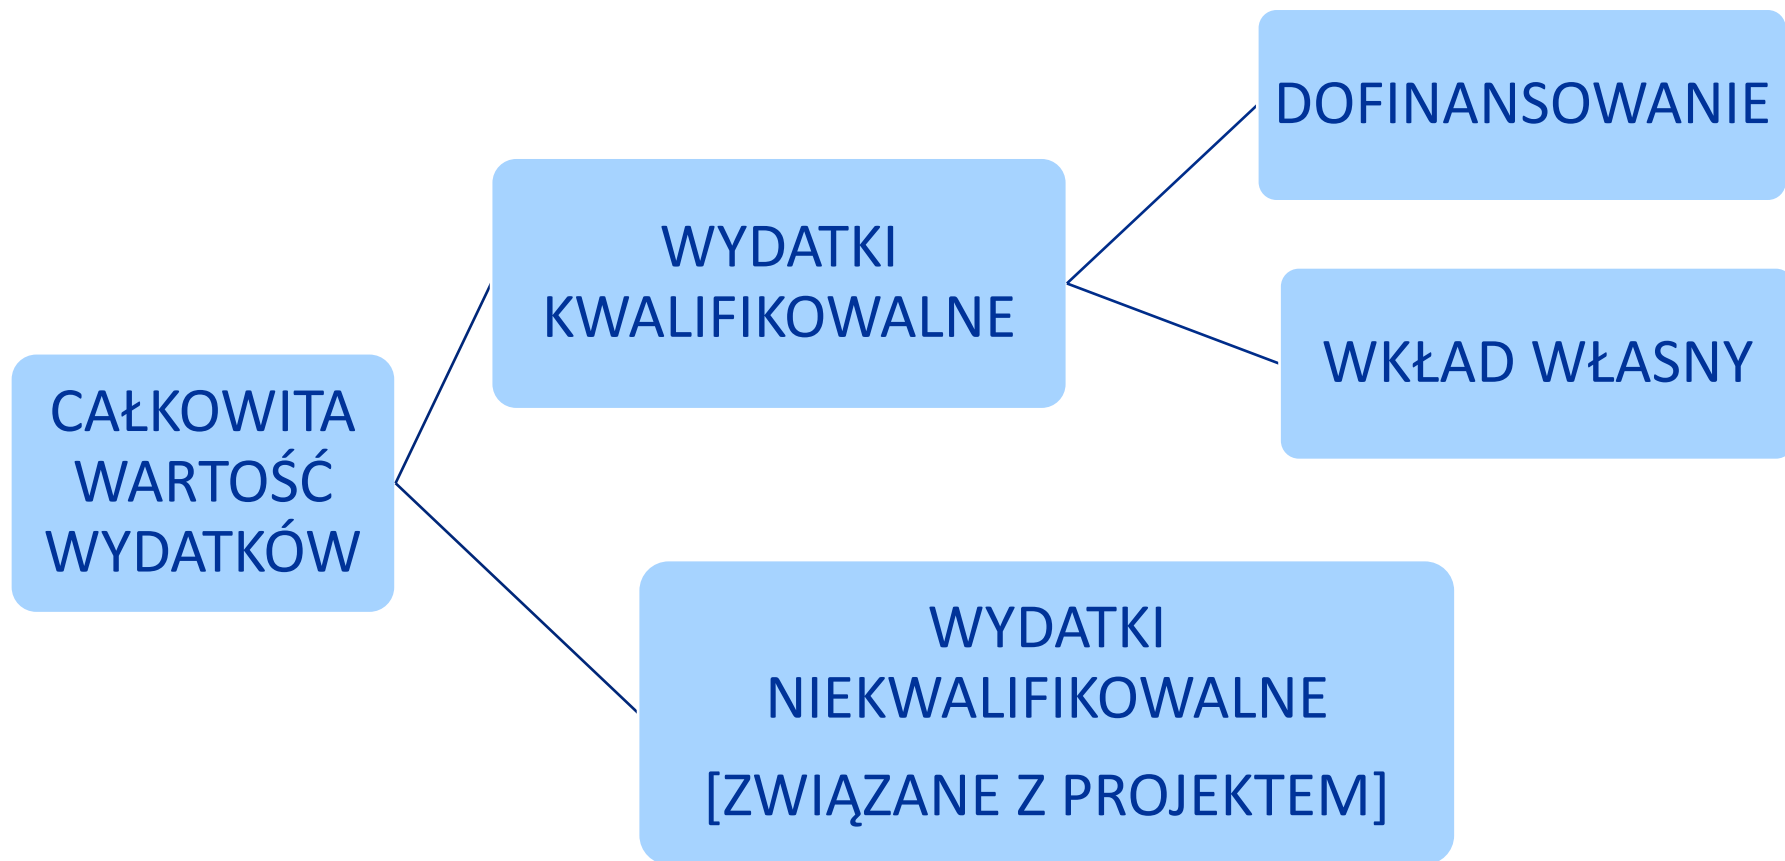 CAŁKOWITA
WARTOŚĆ
WYDATKÓW
WYDATKI
KWALIFIKOWALNE
DOFINANSOWANIE
WKŁAD WŁASNY
WYDATKI
NIEKWALIFIKOWALNE
[ZWIĄZANE Z PROJEKTEM]